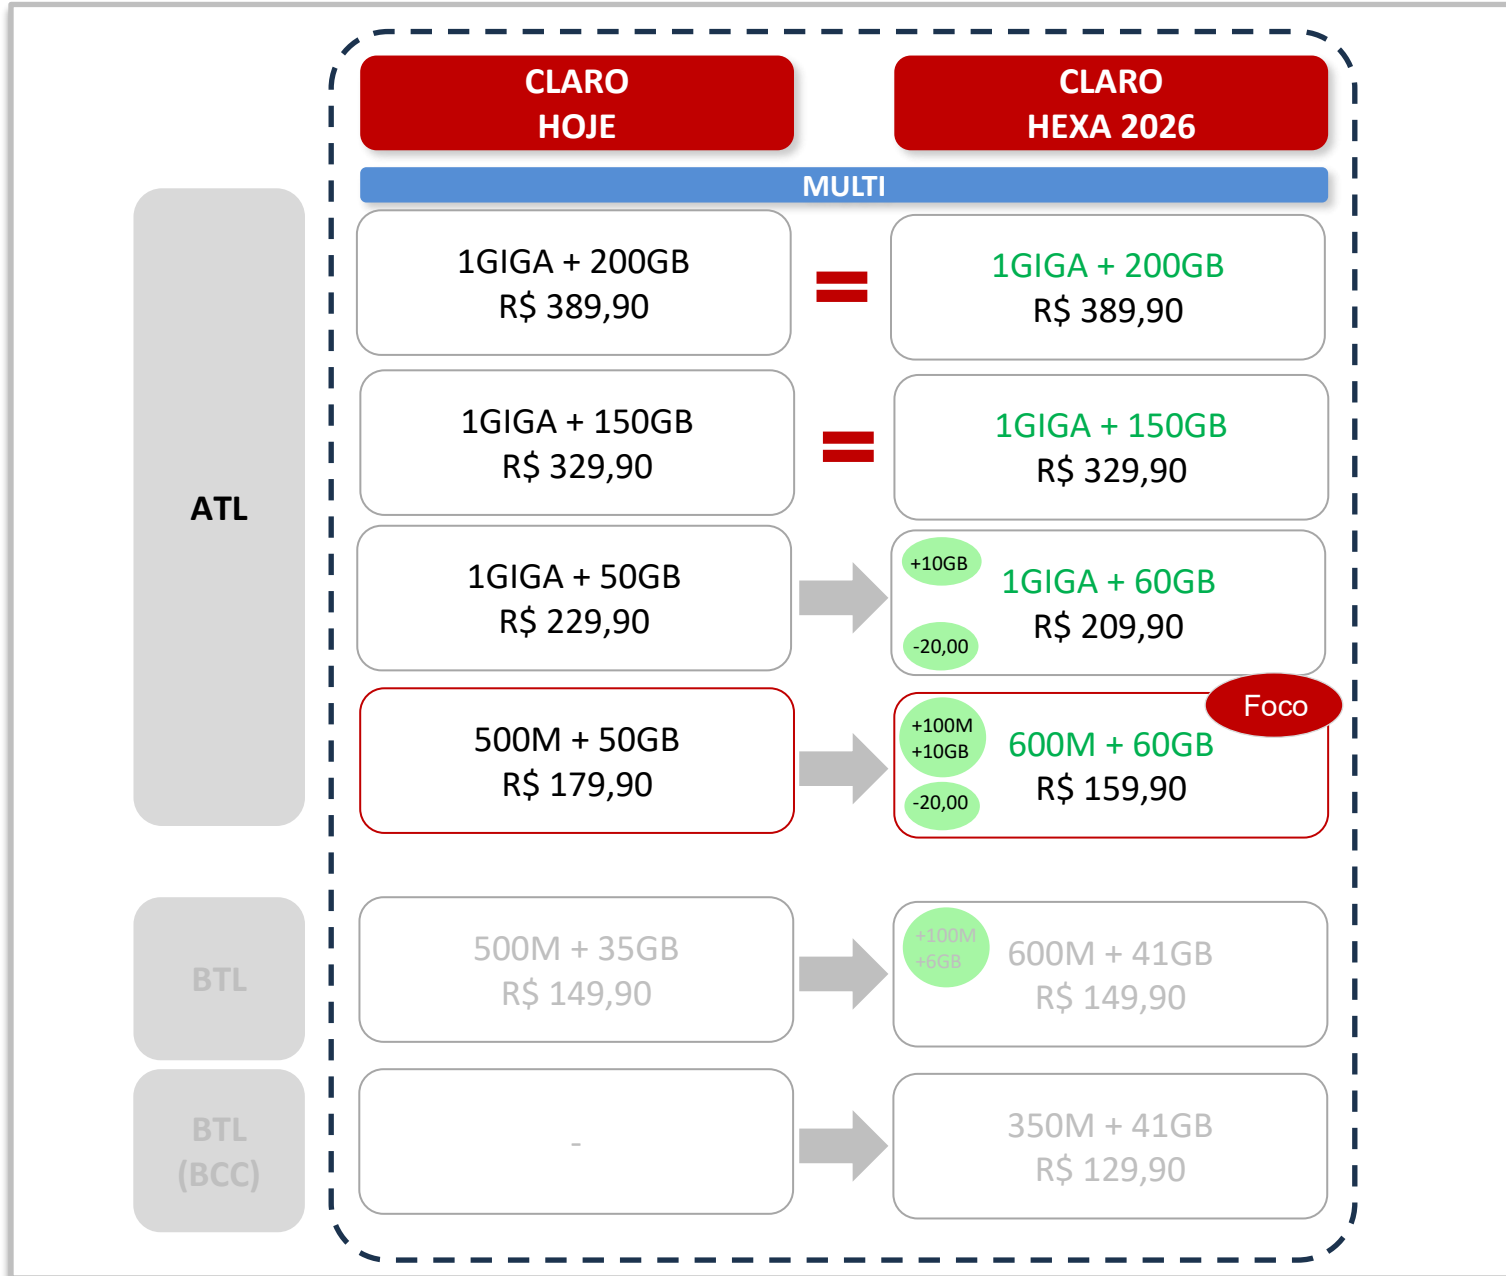 CLARO
HOJE
CLARO
HEXA 2026
MULTI
ATL
1GIGA + 200GB
R$ 389,90
=
1GIGA + 200GB
R$ 389,90
1GIGA + 150GB
R$ 329,90
=
1GIGA + 150GB
R$ 329,90
1GIGA + 50GB
R$ 229,90
+10GB
1GIGA + 60GB
R$ 209,90
-20,00
500M + 50GB
R$ 179,90
Foco
+100M
+10GB
600M + 60GB
R$ 159,90
-20,00
BTL
500M + 35GB
R$ 149,90
+100M
+6GB
600M + 41GB
R$ 149,90
BTL
(BCC)
-
350M + 41GB
R$ 129,90